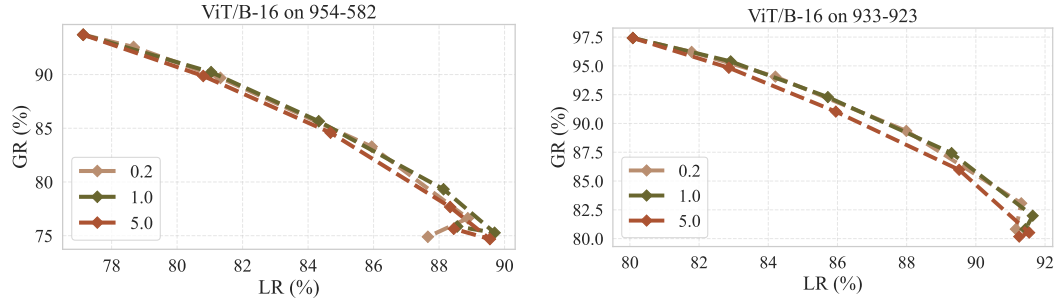 ViT/B-16 on 954-582
GR (%)
90
85
80
75
0.2
1.0
5.0
78 80 82 84 86 88 90
LR (%)
ViT/B-16 on 933-923
GR (%)
97.5
95.0
92.5
90.0
87.5
85.0
82.5
80.0
0.2
1.0
5.0
80 82 84 86 88 90 92
LR (%)